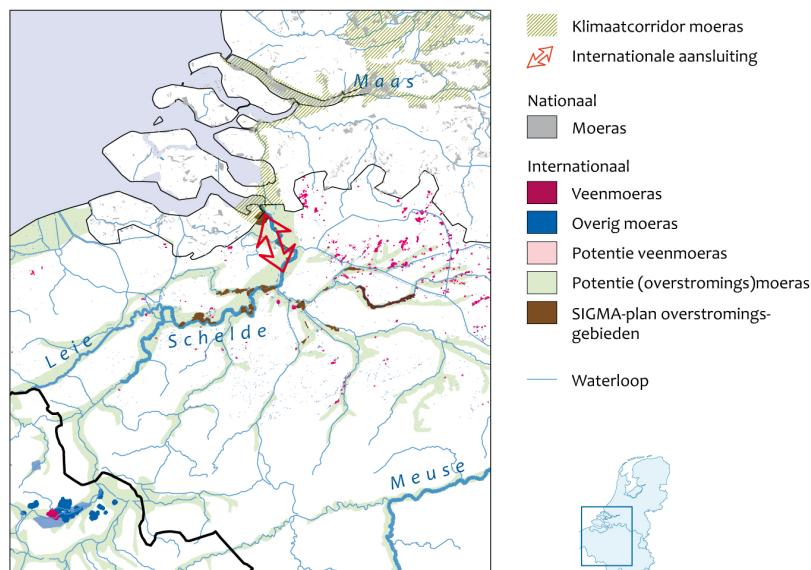 Maas
Leie
Schelde
Meuse
Klimaatcorridor moeras
Internationale aansluiting
Nationaal
Moeras
Internationaal
Veenmoeras
Overig moeras
Potentie veenmoeras
Potentie (overstromings)moeras
SIGMA-plan overstromings-
gebieden
Waterloop